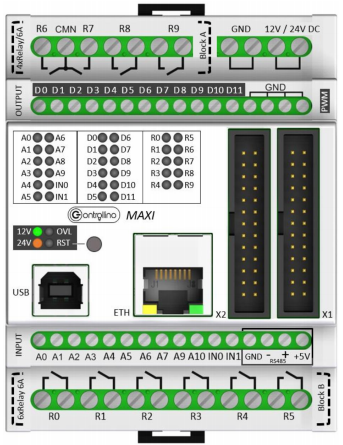 4xRelay/6A R6 CMN R7 R8 R9 Block A GND 12V / 24V DC
OUTPUT D0 D1 D2 D3 D4 D5 D6 D7 D8 D9 D10 D11 GND PWM
A0 A6 D0 D6 R0 R5
A1 A7 D1 D7 R1 R6
A2 A8 D2 D8 R2 R7
A3 A9 D3 D9 R3 R8
A4 IN0 D4 D10 R4 R9
A5 IN1 D5 D11
Controllino MAXI
12V OVL
24V RST
USB
ETH X2 X1
INPUT A0 A1 A2 A3 A4 A5 A6 A7 A9 A10 IN0 IN1 GND - + +5V
RS485
6xRelay 6A R0 R1 R2 R3 R4 R5 Block B